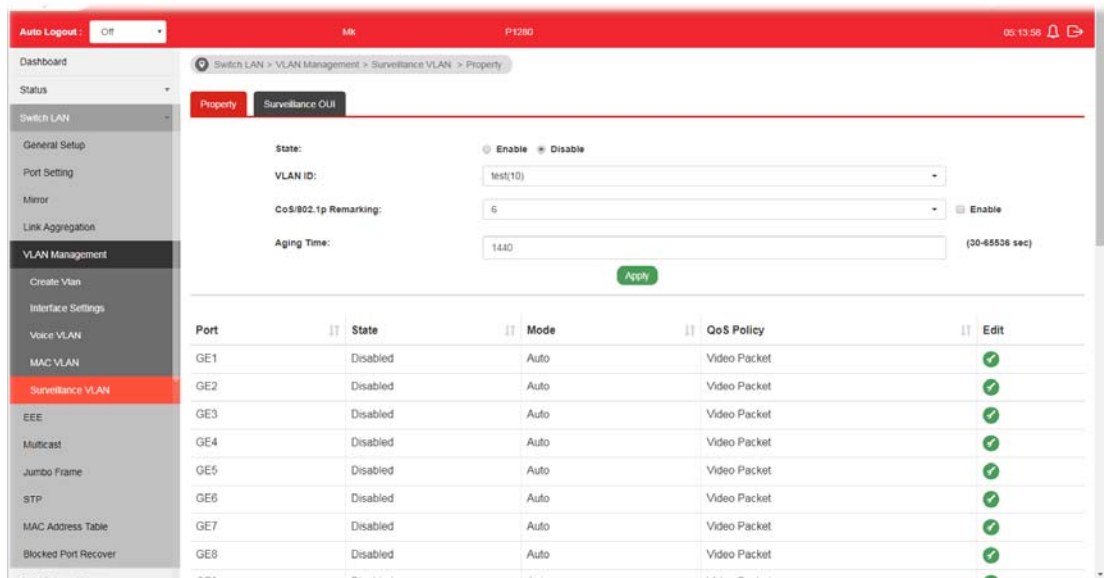 Auto Logout : Off Mk P1280 05:13:56
Dashboard
Status
Switch LAN
General Setup
Port Setting
Mirror
Link Aggregation
VLAN Management
Create Vlan
Interface Settings
Voice VLAN
MAC VLAN
Surveillance VLAN
EEE
Multicast
Jumbo Frame
STP
MAC Address Table
Blocked Port Recover
Switch LAN > VLAN Management > Surveillance VLAN > Property
Property Surveillance OUI
State: Enable Disable
VLAN ID: test(10)
CoS/802.1p Remarking: 6 Enable
Aging Time: 1440 (30-65536 sec)
Apply
Port State Mode QoS Policy Edit
GE1 Disabled Auto Video Packet
GE2 Disabled Auto Video Packet
GE3 Disabled Auto Video Packet
GE4 Disabled Auto Video Packet
GE5 Disabled Auto Video Packet
GE6 Disabled Auto Video Packet
GE7 Disabled Auto Video Packet
GE8 Disabled Auto Video Packet